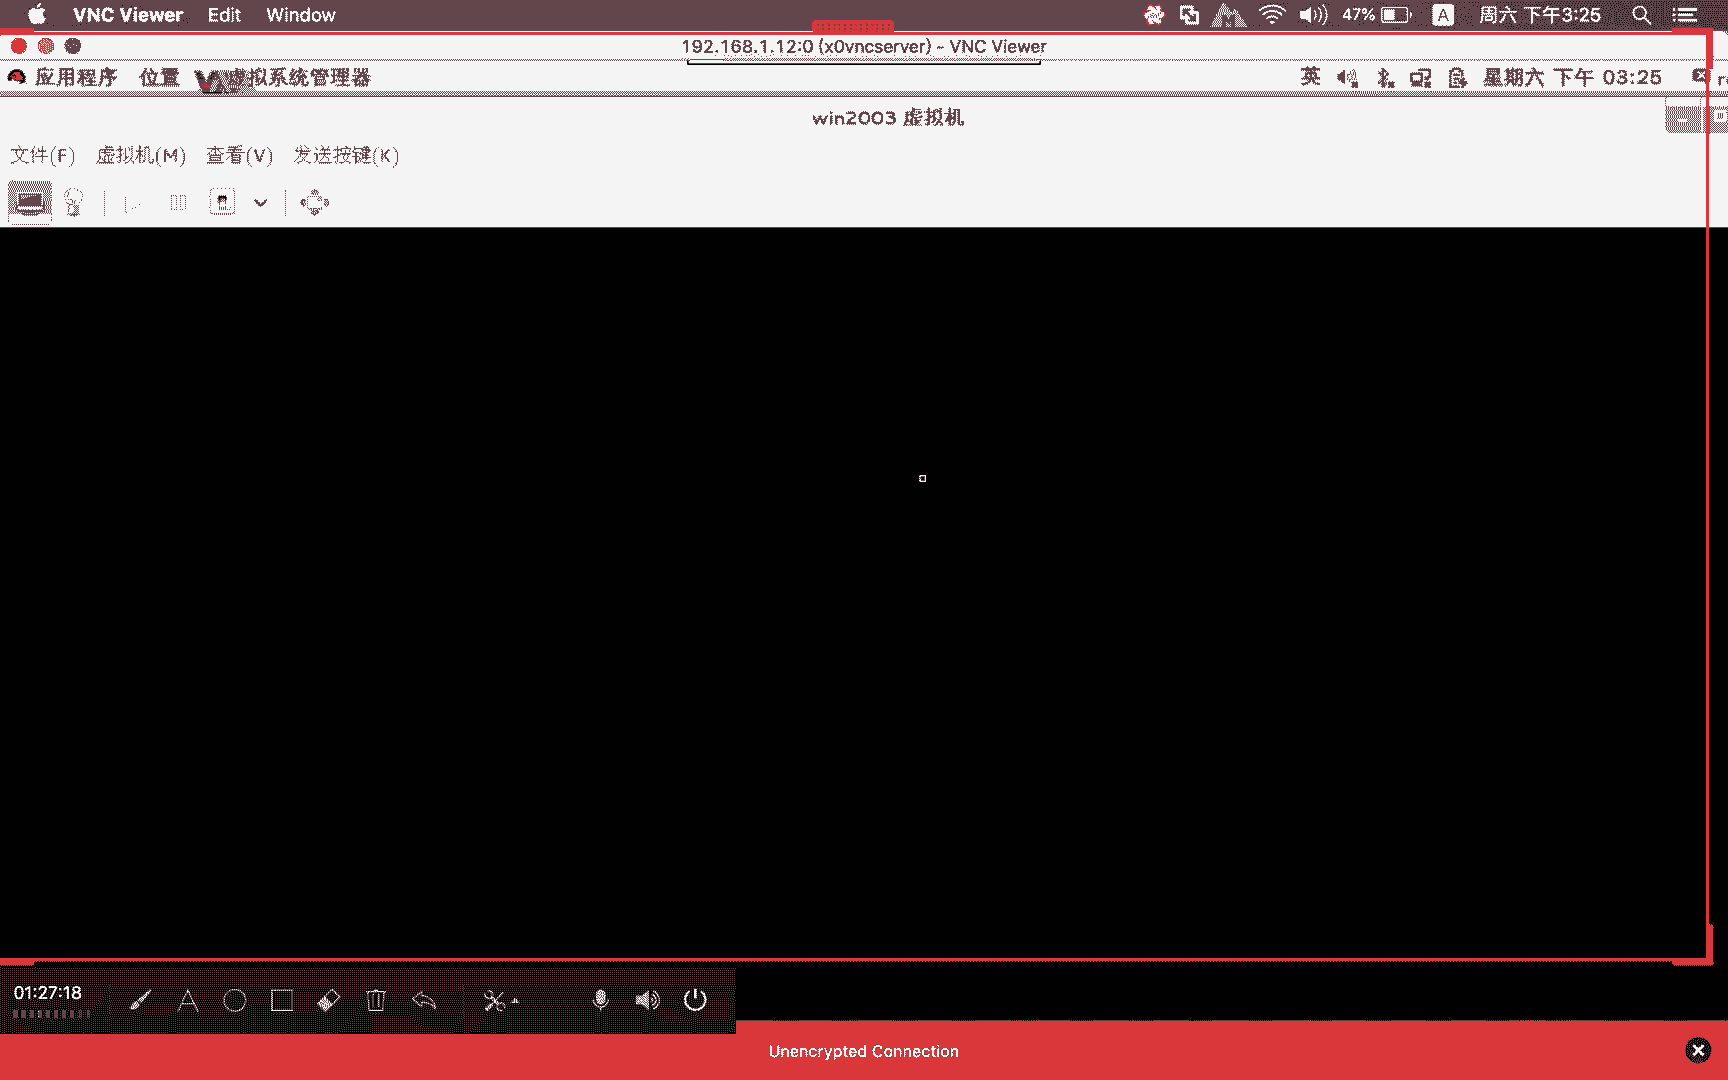 VNC Viewer Edit Window 47% A 周六 下午3:25
192.168.1.12:0 (x0vncserver) - VNC Viewer
应用程序 位置 虚拟系统管理器 英 星期六 下午 03:25
win2003 虚拟机
文件(F) 虚拟机(M) 查看(V) 发送按键(K)
01:27:18
Unencrypted Connection